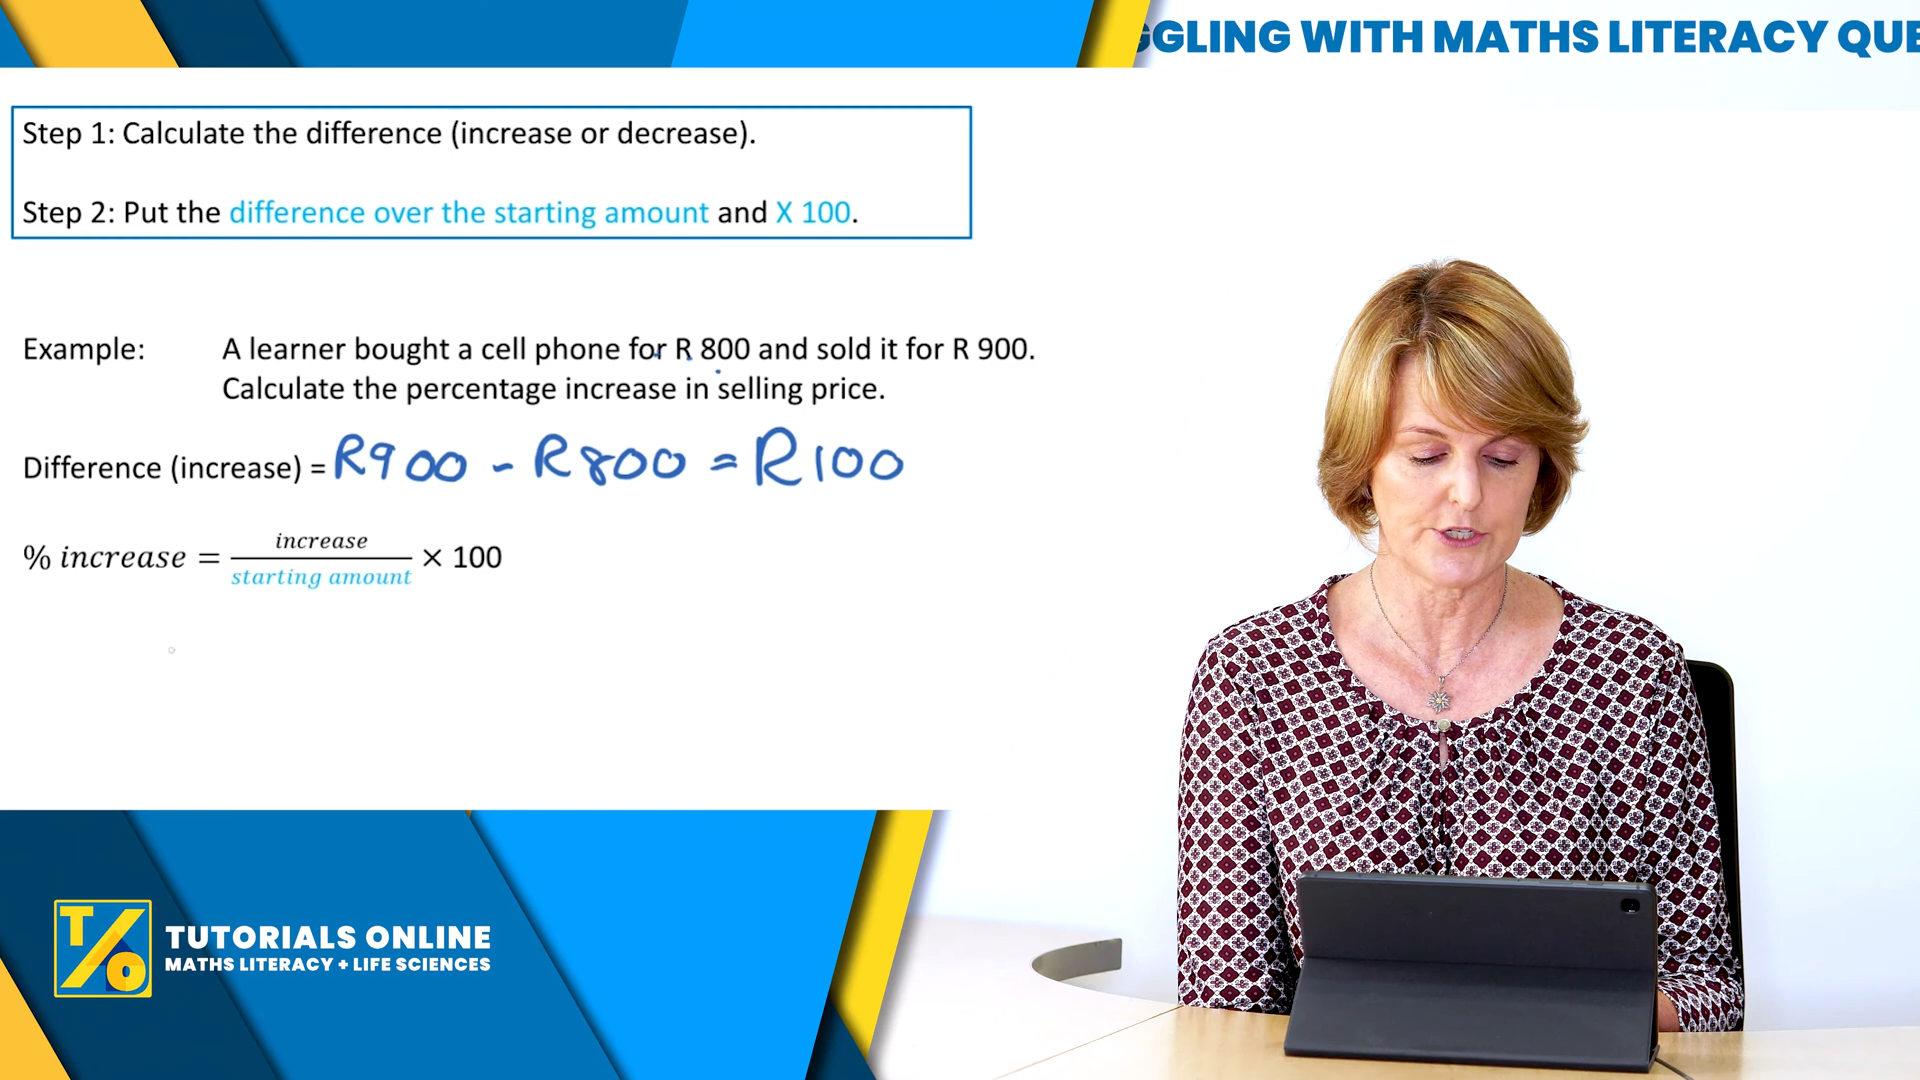 GGLING WITH MATHS LITERACY QUE
Step 1: Calculate the difference (increase or decrease).
Step 2: Put the difference over the starting amount and X 100.
Example: A learner bought a cell phone for R 800 and sold it for R 900.
Calculate the percentage increase in selling price.
Difference (increase) = R900 - R800 = R100
% increase = increase / starting amount × 100
T/O
TUTORIALS ONLINE
MATHS LITERACY + LIFE SCIENCES